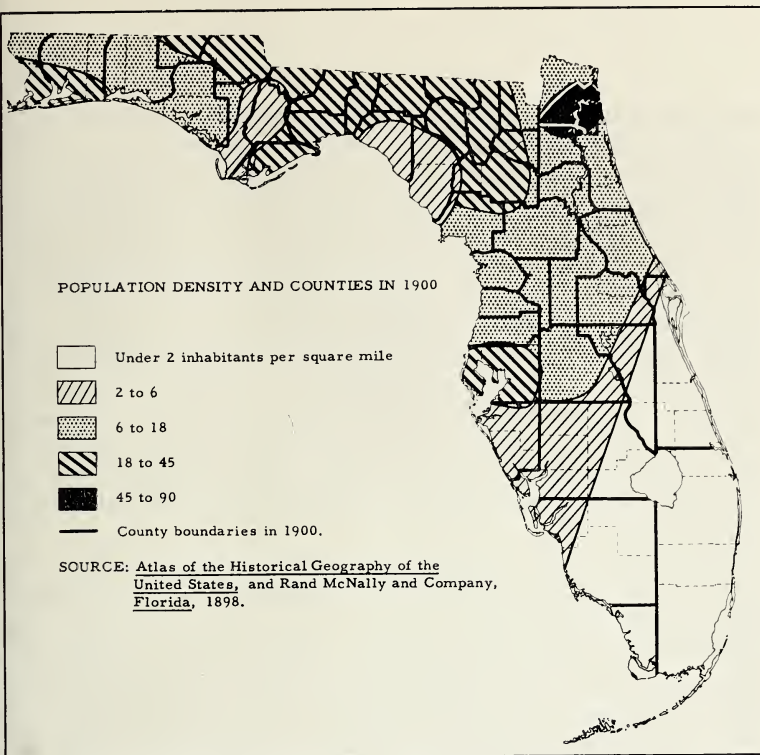 POPULATION DENSITY AND COUNTIES IN 1900
Under 2 inhabitants per square mile
2 to 6
6 to 18
18 to 45
45 to 90
County boundaries in 1900.
SOURCE: Atlas of the Historical Geography of the
United States, and Rand McNally and Company,
Florida, 1898.